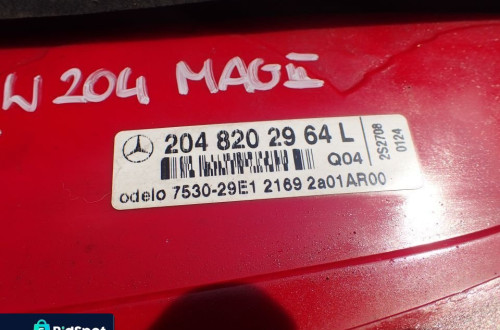 W 204 MAGE
204 820 29 64 L
Q04
2S2708
0124
odelo 7530-29E1 2169 2a01AR00
BidSpot